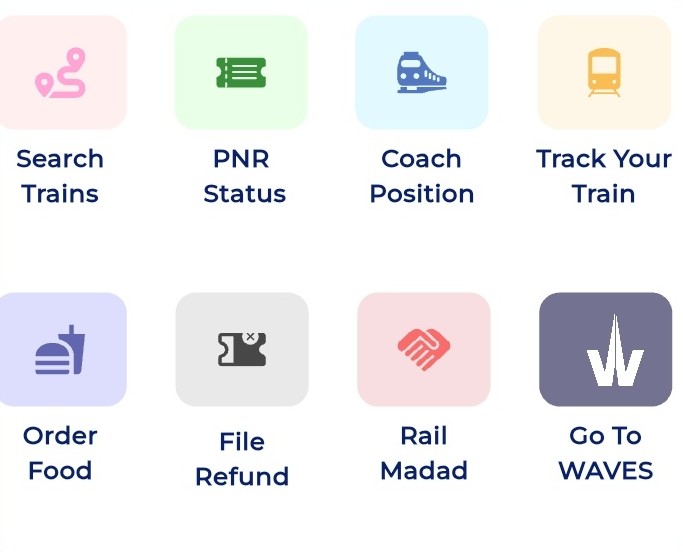 Search
Trains
PNR
Status
Coach
Position
Track Your
Train
Order
Food
File
Refund
Rail
Madad
Go To
WAVES